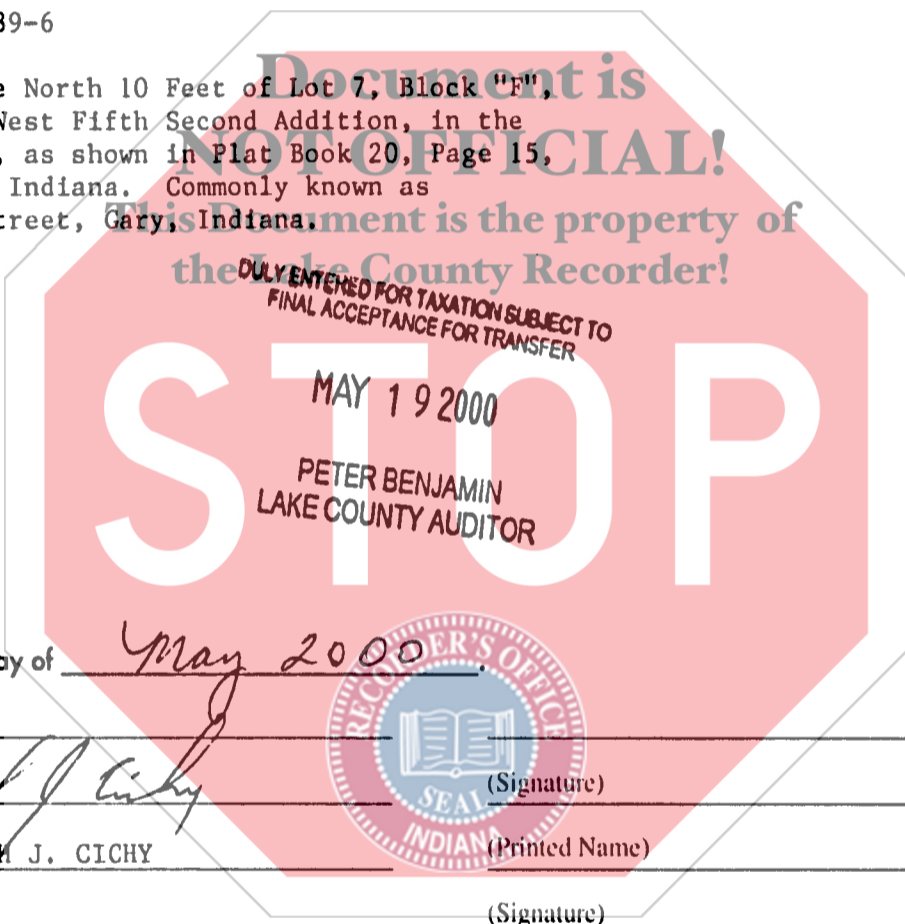 39-6
North 10 Feet of Lot 7, Block "F",
West Fifth Second Addition, in the
, as shown in Plat Book 20, Page 15,
Indiana. Commonly known as
treet, Gary, Indiana.
Document is
NOT OFFICIAL!
This Document is the property of
the Lake County Recorder!
DULY ENTERED FOR TAXATION SUBJECT TO
FINAL ACCEPTANCE FOR TRANSFER
MAY 19 2000
PETER BENJAMIN
LAKE COUNTY AUDITOR
STOP
ay of May 2000.
RECORDER'S OFFICE
SEAL
INDIANA
J Cichy
(Signature)
J. CICHY
(Printed Name)
(Signature)